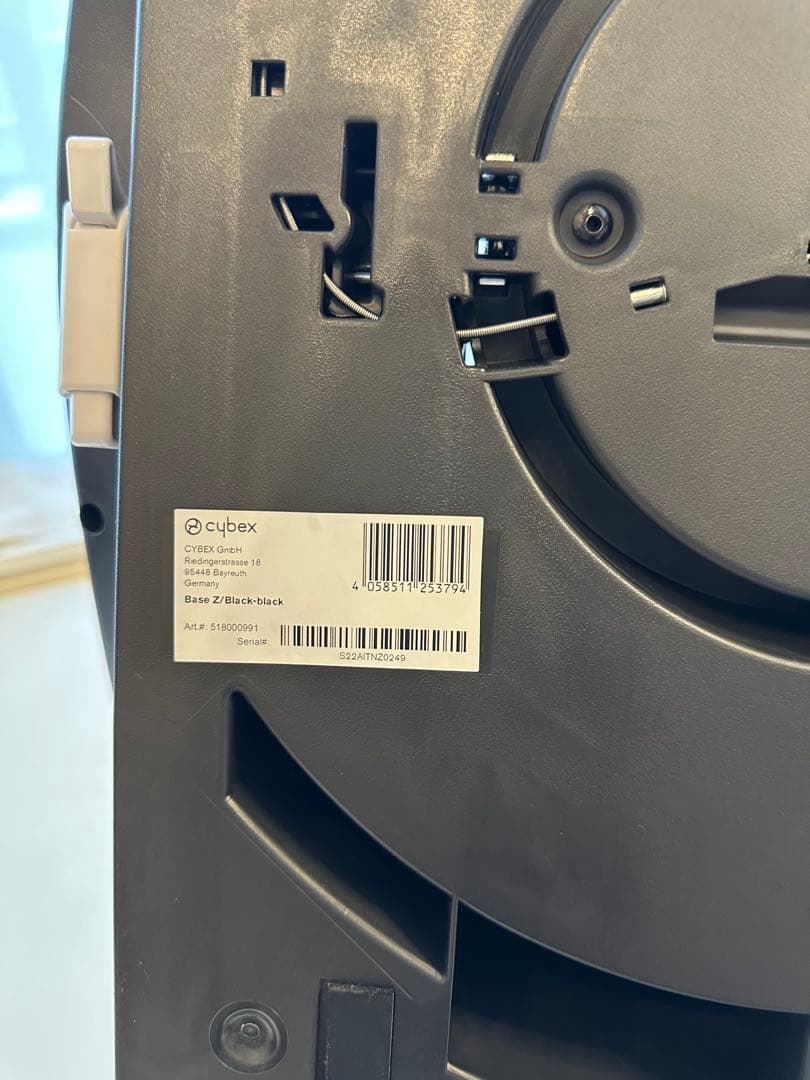 cybex
CYBEX GmbH
Riedingerstrasse 18
95448 Bayreuth
Germany
4 058511 253794
Base Z/Black-black
Art.#: 518000991
Serial#:
S22AITNZ0249